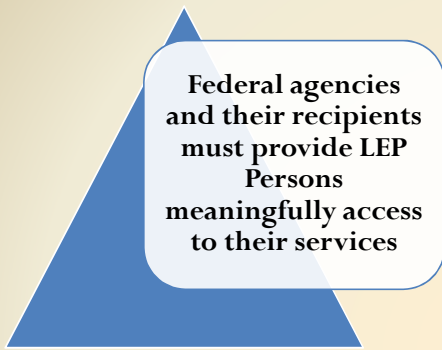 Federal agencies
and their recipients
must provide LEP
Persons
meaningfully access
to their services